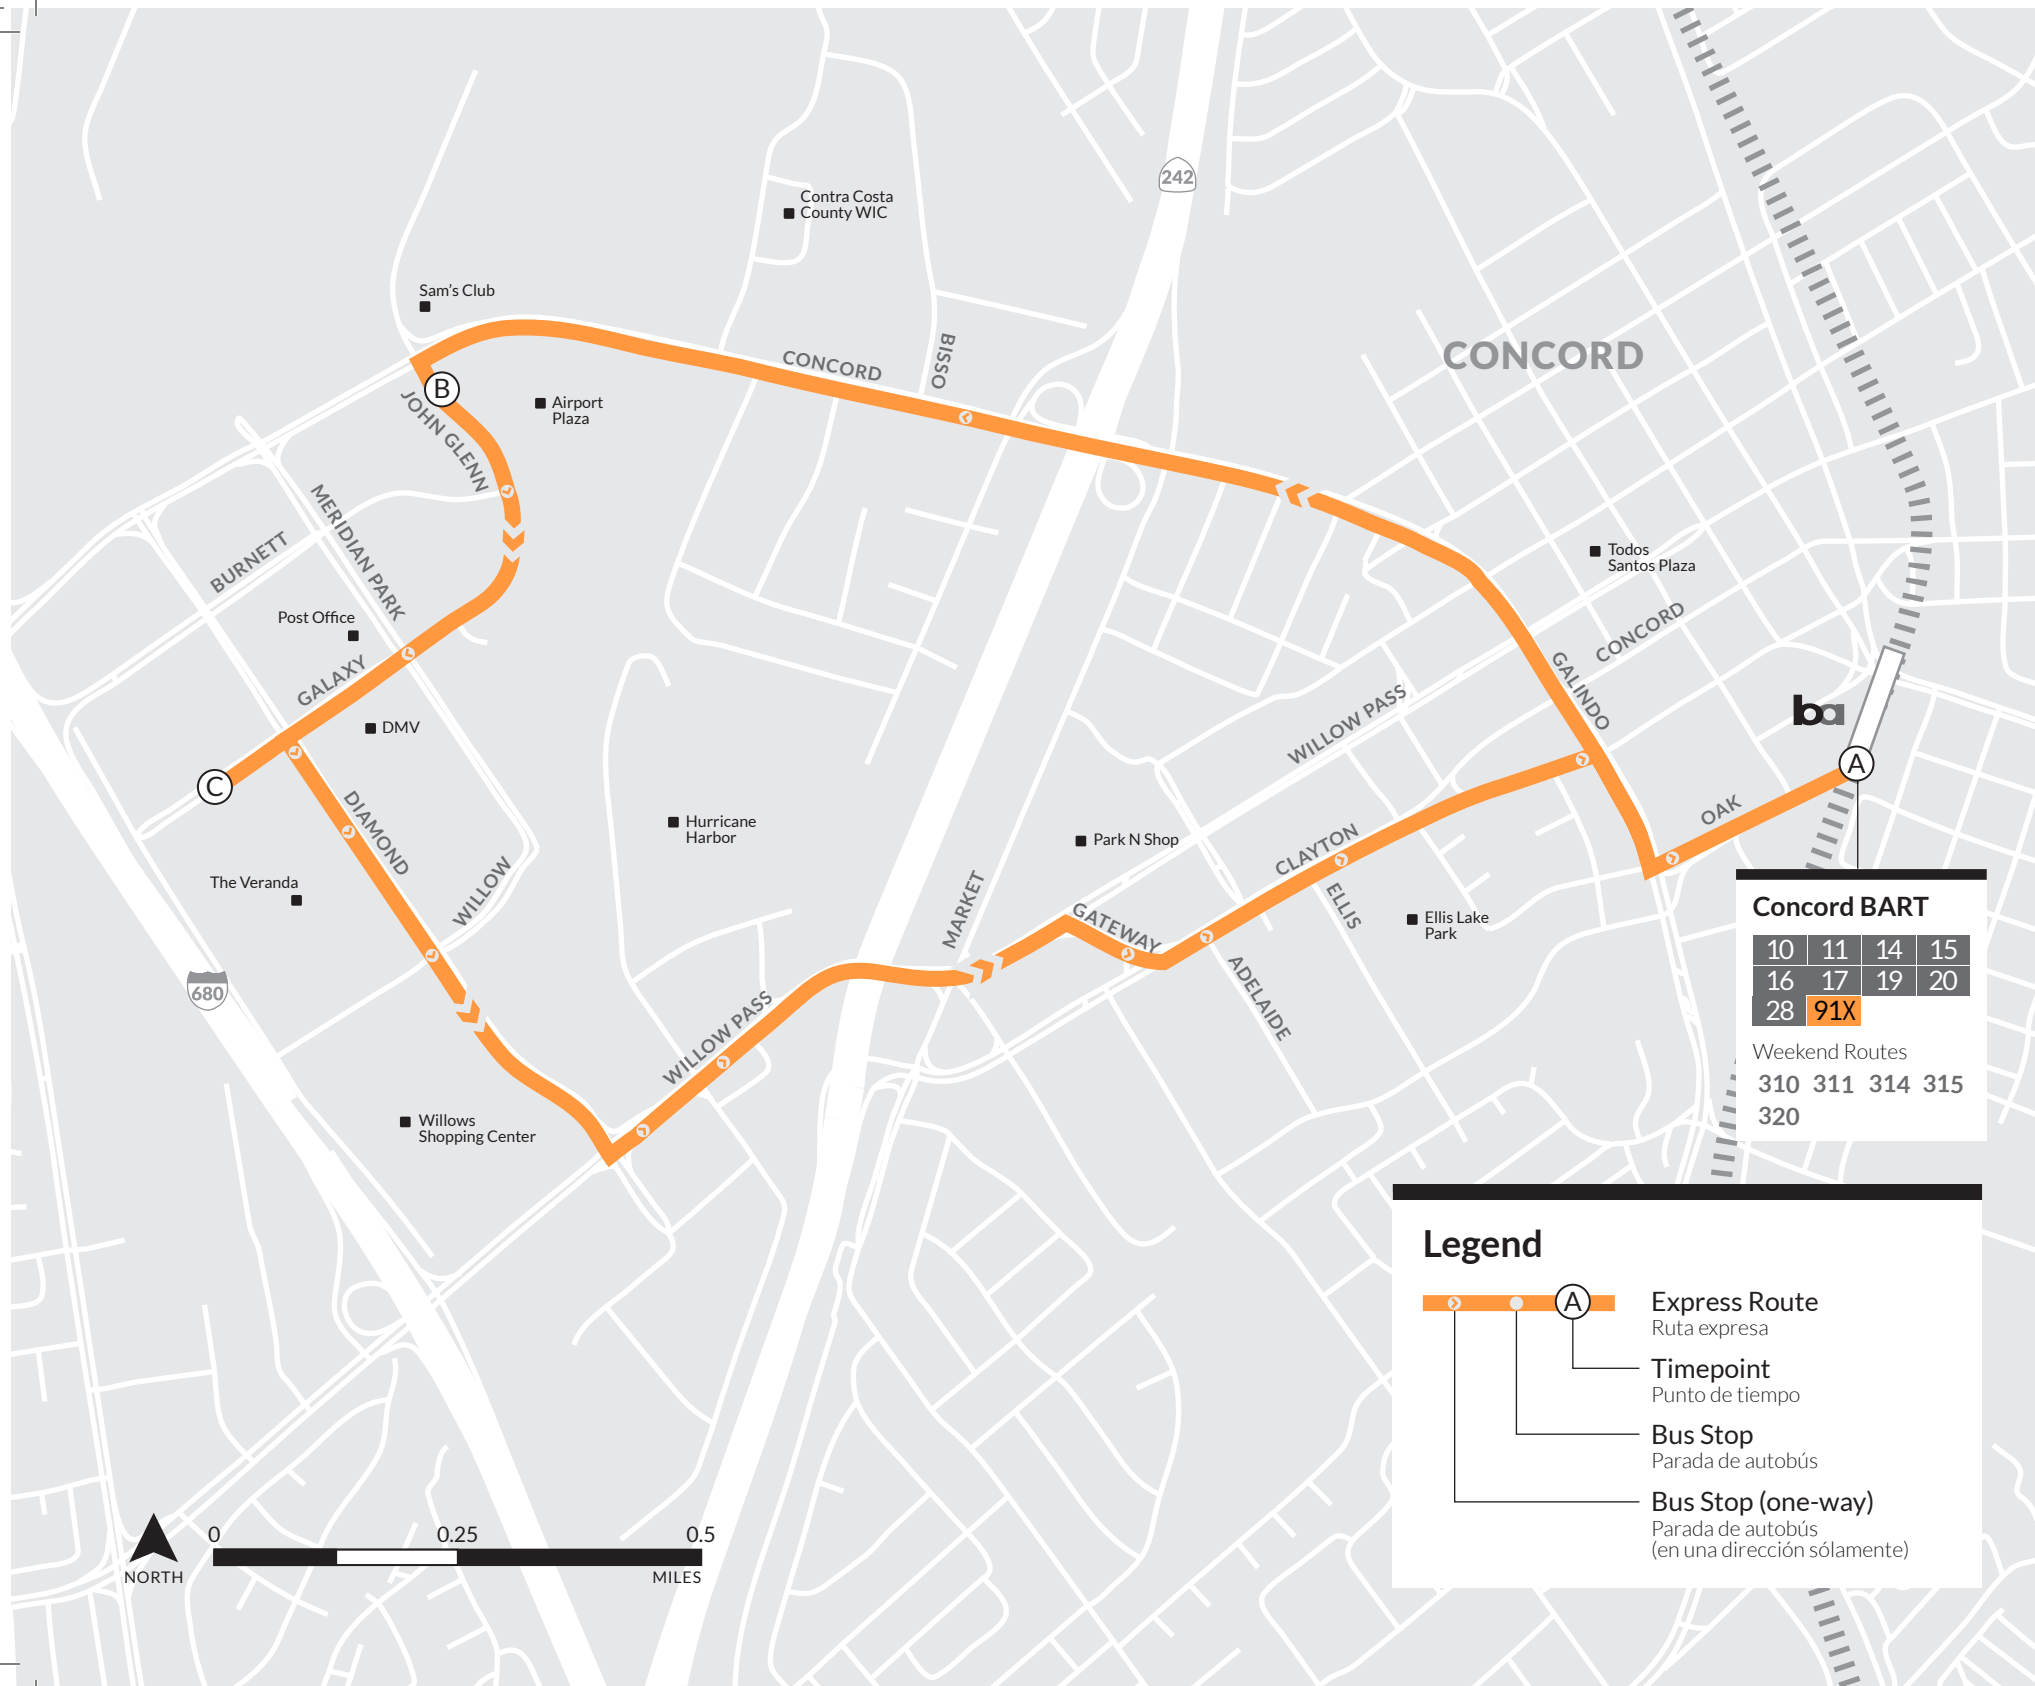 242
Contra Costa
County WIC
Sam's Club
CONCORD
BISSO
CONCORD
B
JOHN GLENN
Airport
Plaza
MERIDIAN PARK
BURNETT
Todos
Santos Plaza
CONCORD
Post Office
GALAXY
GALINDO
WILLOW PASS
ba
DMV
A
C
DIAMOND
OAK
Hurricane
Harbor
Park N Shop
CLAYTON
The Veranda
WILLOW
MARKET
GATEWAY
ELLIS
Ellis Lake
Park
ADELAIDE
680
WILLOW PASS
Willows
Shopping Center
Concord BART
10 11 14 15
16 17 19 20
28 91X
Weekend Routes
310 311 314 315
320
Legend
A
Express Route
Ruta expresa
Timepoint
Punto de tiempo
Bus Stop
Parada de autobús
Bus Stop (one-way)
Parada de autobús
(en una dirección sólamente)
0 0.25 0.5
NORTH
MILES